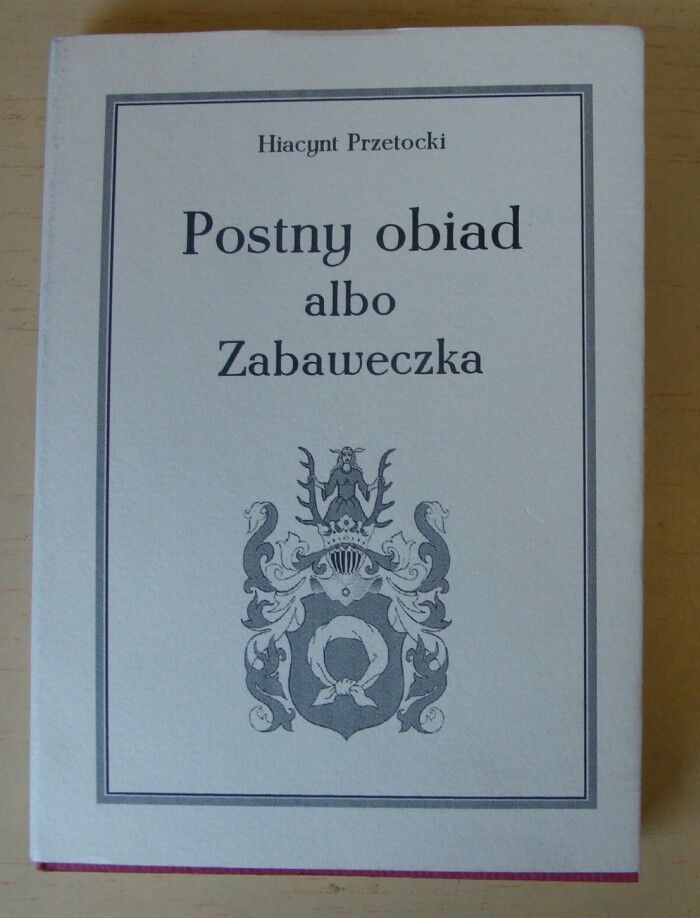 Hiacynt Przetocki
Postny obiad
albo
Zabaweczka